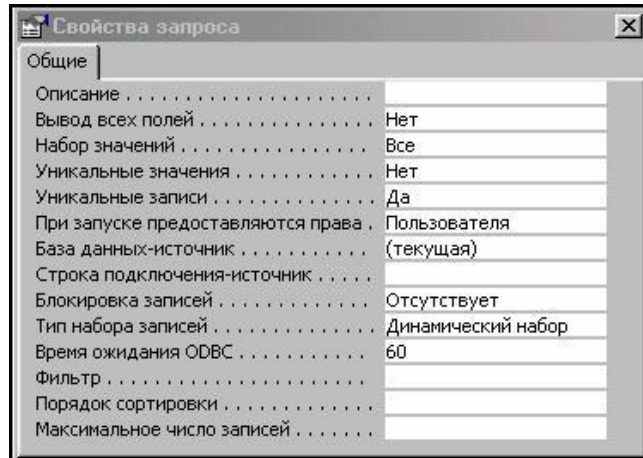 Свойства запроса
Общие
Описание . . . . . . . . . . . . . . . . . . . . .
Вывод всех полей . . . . . . . . . . . . . . . Нет
Набор значений . . . . . . . . . . . . . . . . Все
Уникальные значения . . . . . . . . . . . . Нет
Уникальные записи . . . . . . . . . . . . . . Да
При запуске предоставляются права . Пользователя
База данных-источник . . . . . . . . . . . (текущая)
Строка подключения-источник . . . . .
Блокировка записей . . . . . . . . . . . . . Отсутствует
Тип набора записей . . . . . . . . . . . . . Динамический набор
Время ожидания ODBC . . . . . . . . . . . 60
Фильтр . . . . . . . . . . . . . . . . . . . . . . .
Порядок сортировки . . . . . . . . . . . . .
Максимальное число записей . . . . . . .